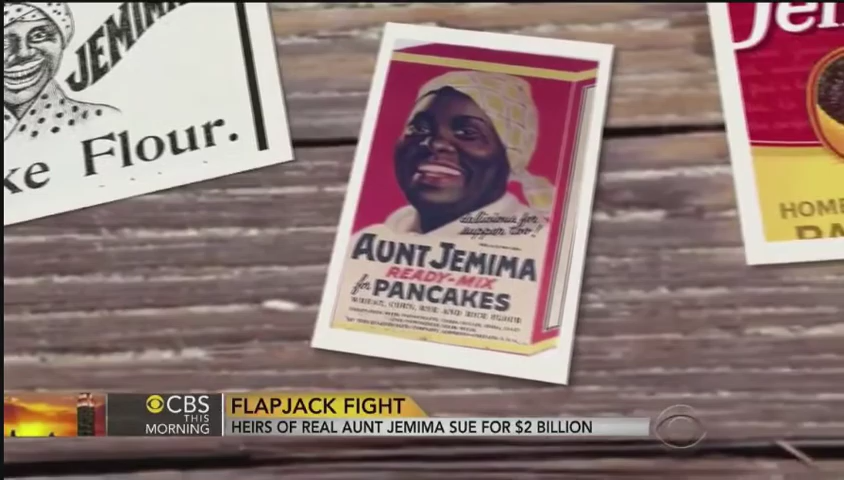 JEMIMA
ke Flour.
Jem
delicious for
supper too!
AUNT JEMIMA
READY-MIX
for PANCAKES
HOME
CBS
THIS
MORNING
FLAPJACK FIGHT
HEIRS OF REAL AUNT JEMIMA SUE FOR $2 BILLION